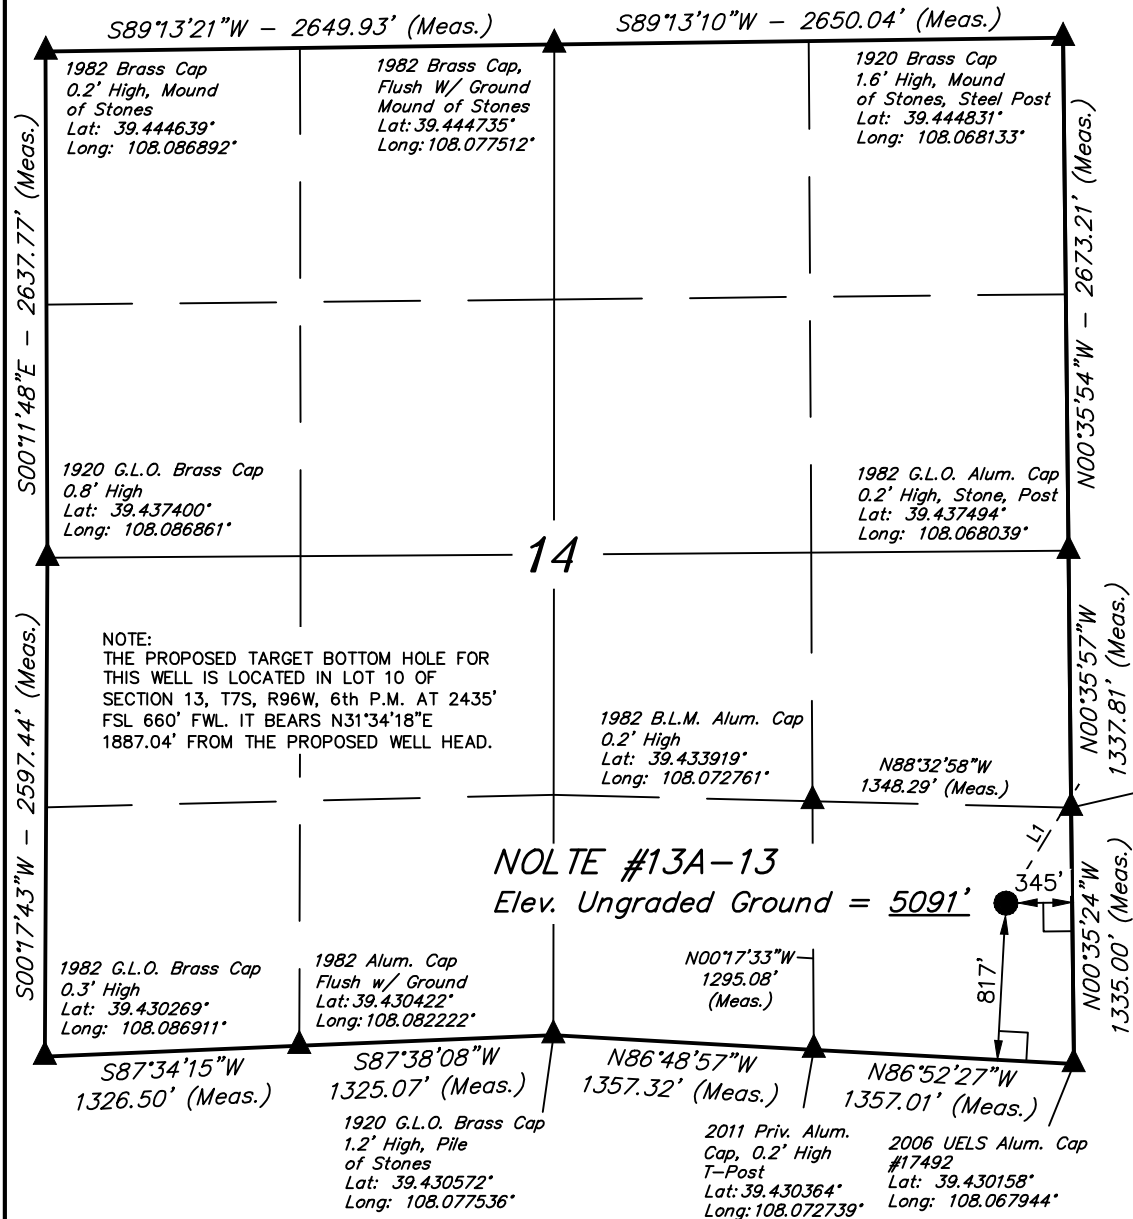 S89°13'21"W - 2649.93' (Meas.)
S89°13'10"W - 2650.04' (Meas.)
1982 Brass Cap
0.2' High, Mound
of Stones
Lat: 39.444639°
Long: 108.086892°
1982 Brass Cap,
Flush W/ Ground
Mound of Stones
Lat: 39.444735°
Long: 108.077512°
1920 Brass Cap
1.6' High, Mound
of Stones, Steel Post
Lat: 39.444831°
Long: 108.068133°
S00°11'48"E - 2637.77' (Meas.)
N00°35'54"W - 2673.21' (Meas.)
1920 G.L.O. Brass Cap
0.8' High
Lat: 39.437400°
Long: 108.086861°
1982 G.L.O. Alum. Cap
0.2' High, Stone, Post
Lat: 39.437494°
Long: 108.068039°
14
NOTE:
THE PROPOSED TARGET BOTTOM HOLE FOR
THIS WELL IS LOCATED IN LOT 10 OF
SECTION 13, T7S, R96W, 6th P.M. AT 2435'
FSL 660' FWL. IT BEARS N31°34'18"E
1887.04' FROM THE PROPOSED WELL HEAD.
S00°17'43"W - 2597.44' (Meas.)
N00°35'57"W
1337.81' (Meas.)
1982 B.L.M. Alum. Cap
0.2' High
Lat: 39.433919°
Long: 108.072761°
N88°32'58"W
1348.29' (Meas.)
L1
NOLTE #13A-13
Elev. Ungraded Ground = 5091'
345'
817'
N00°35'24"W
1335.00' (Meas.)
N00°17'33"W
1295.08'
(Meas.)
1982 G.L.O. Brass Cap
0.3' High
Lat: 39.430269°
Long: 108.086911°
1982 Alum. Cap
Flush w/ Ground
Lat: 39.430422°
Long: 108.082222°
S87°34'15"W
1326.50' (Meas.)
S87°38'08"W
1325.07' (Meas.)
N86°48'57"W
1357.32' (Meas.)
N86°52'27"W
1357.01' (Meas.)
1920 G.L.O. Brass Cap
1.2' High, Pile
of Stones
Lat: 39.430572°
Long: 108.077536°
2011 Priv. Alum.
Cap, 0.2' High
T-Post
Lat: 39.430364°
Long: 108.072739°
2006 UELS Alum. Cap
#17492
Lat: 39.430158°
Long: 108.067944°